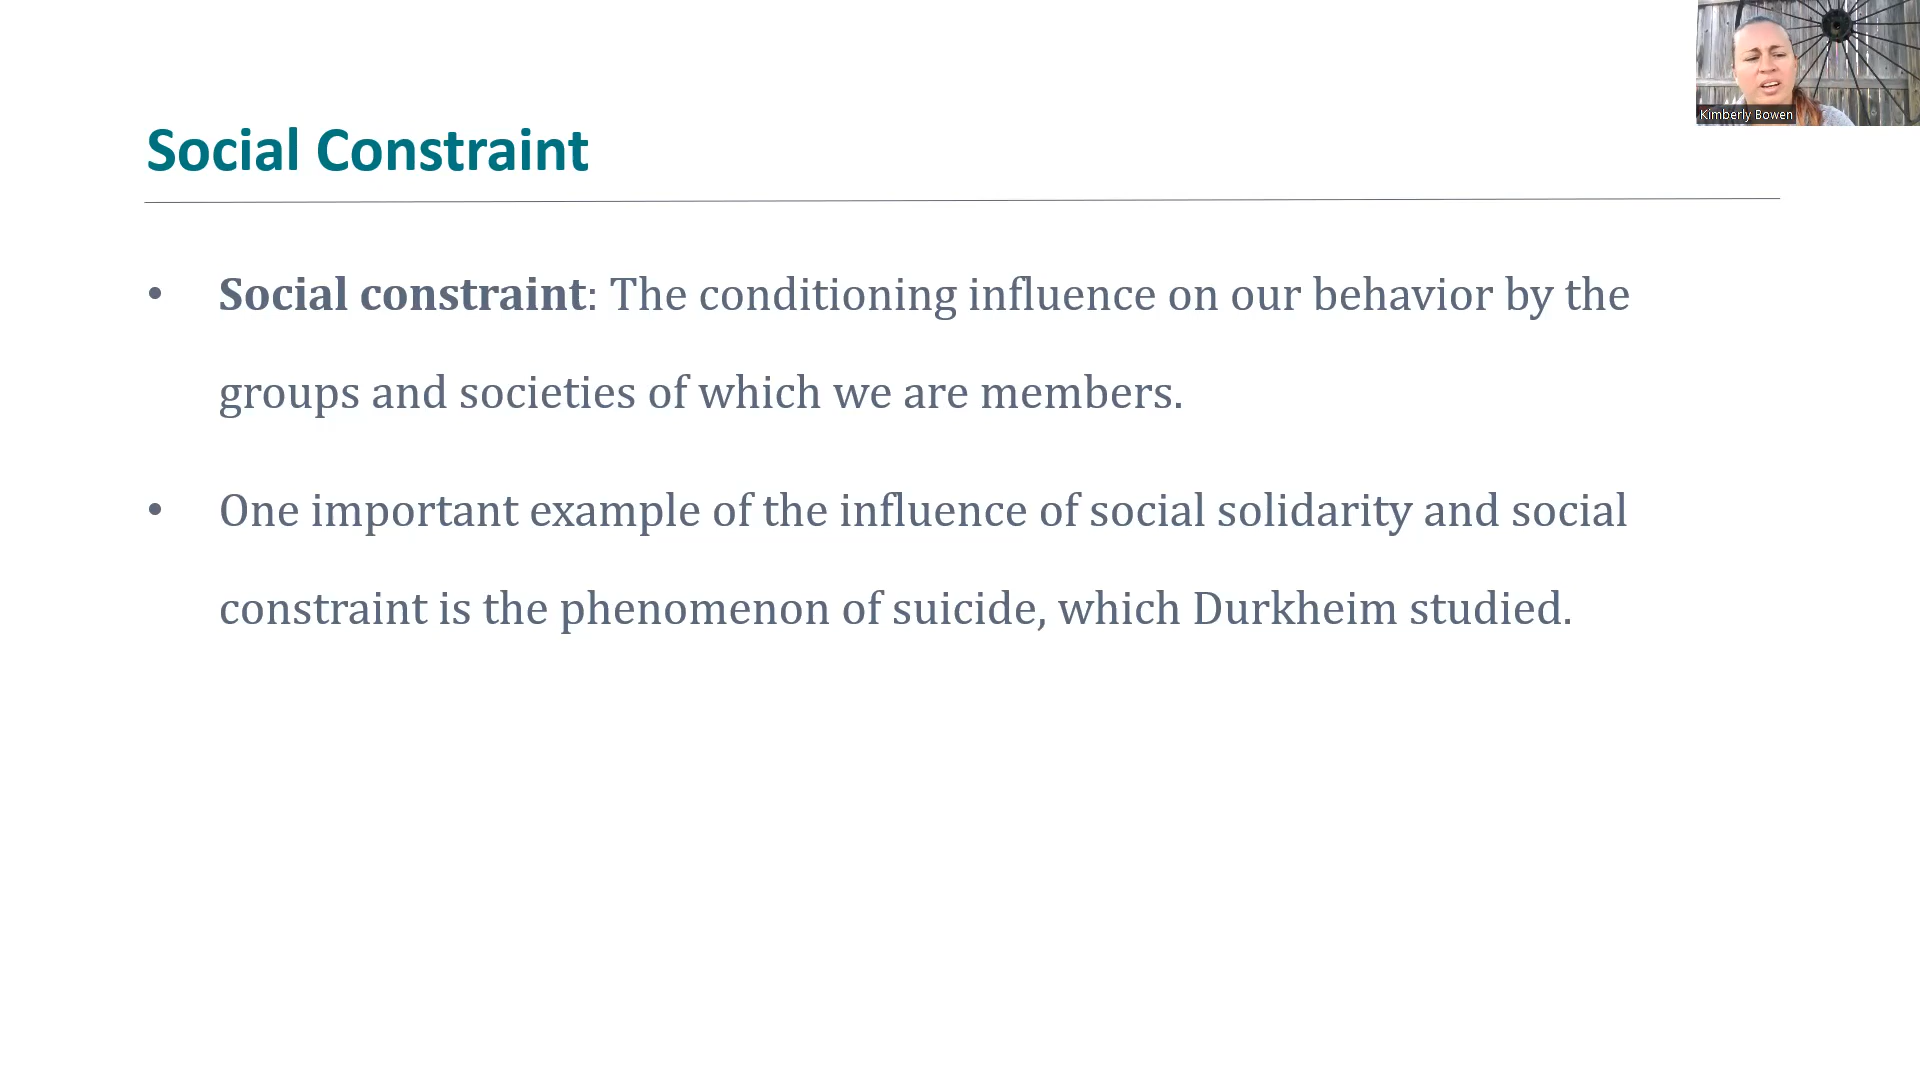 Kimberly Bowen
Social Constraint
• Social constraint: The conditioning influence on our behavior by the
groups and societies of which we are members.
• One important example of the influence of social solidarity and social
constraint is the phenomenon of suicide, which Durkheim studied.